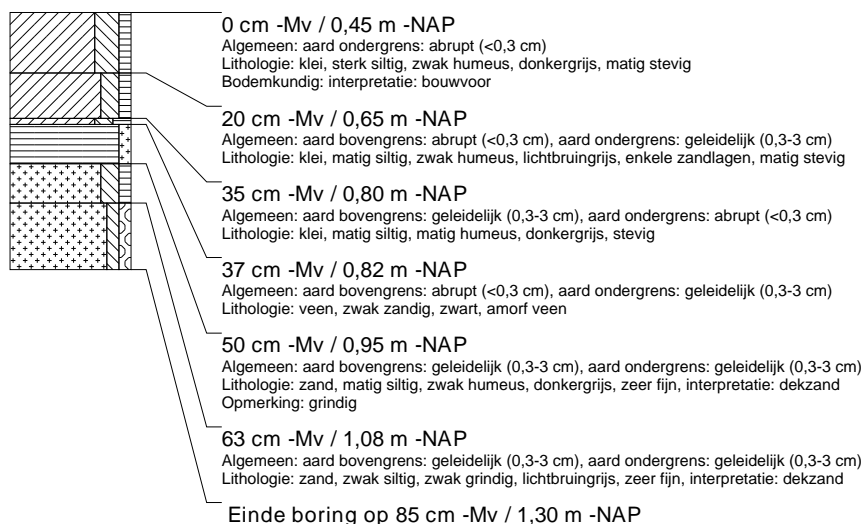 0 cm -Mv / 0,45 m -NAP
Algemeen: aard ondergrens: abrupt (<0,3 cm)
Lithologie: klei, sterk siltig, zwak humeus, donkergrijs, matig stevig
Bodemkundig: interpretatie: bouwvoor
20 cm -Mv / 0,65 m -NAP
Algemeen: aard bovengrens: abrupt (<0,3 cm), aard ondergrens: geleidelijk (0,3-3 cm)
Lithologie: klei, matig siltig, zwak humeus, lichtbruingrijs, enkele zandlagen, matig stevig
35 cm -Mv / 0,80 m -NAP
Algemeen: aard bovengrens: geleidelijk (0,3-3 cm), aard ondergrens: abrupt (<0,3 cm)
Lithologie: klei, matig siltig, matig humeus, donkergrijs, stevig
37 cm -Mv / 0,82 m -NAP
Algemeen: aard bovengrens: abrupt (<0,3 cm), aard ondergrens: geleidelijk (0,3-3 cm)
Lithologie: veen, zwak zandig, zwart, amorf veen
50 cm -Mv / 0,95 m -NAP
Algemeen: aard bovengrens: geleidelijk (0,3-3 cm), aard ondergrens: geleidelijk (0,3-3 cm)
Lithologie: zand, matig siltig, zwak humeus, donkergrijs, zeer fijn, interpretatie: dekzand
Opmerking: grindig
63 cm -Mv / 1,08 m -NAP
Algemeen: aard bovengrens: geleidelijk (0,3-3 cm), aard ondergrens: geleidelijk (0,3-3 cm)
Lithologie: zand, zwak siltig, zwak grindig, lichtbruingrijs, zeer fijn, interpretatie: dekzand
Einde boring op 85 cm -Mv / 1,30 m -NAP